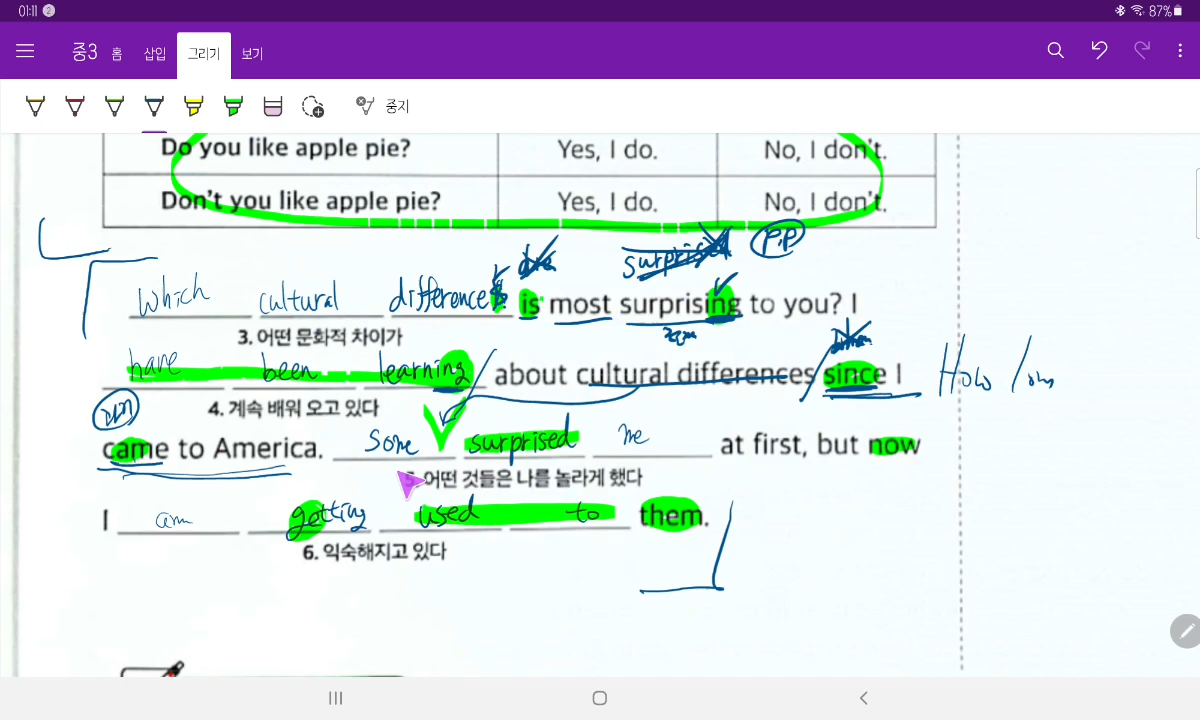 01:11 2 87%
중3 홈 삽입 그리기 보기
중지
Do you like apple pie? Yes, I do. No, I don't.
Don't you like apple pie? Yes, I do. No, I don't.
surprised P.P
which cultural differences is most surprising to you? I
3. 어떤 문화적 차이가
have been learning about cultural differences since I How long
4. 계속 배워 오고 있다
came to America. Some surprised me at first, but now
5. 어떤 것들은 나를 놀라게 했다
I am getting used to them.
6. 익숙해지고 있다